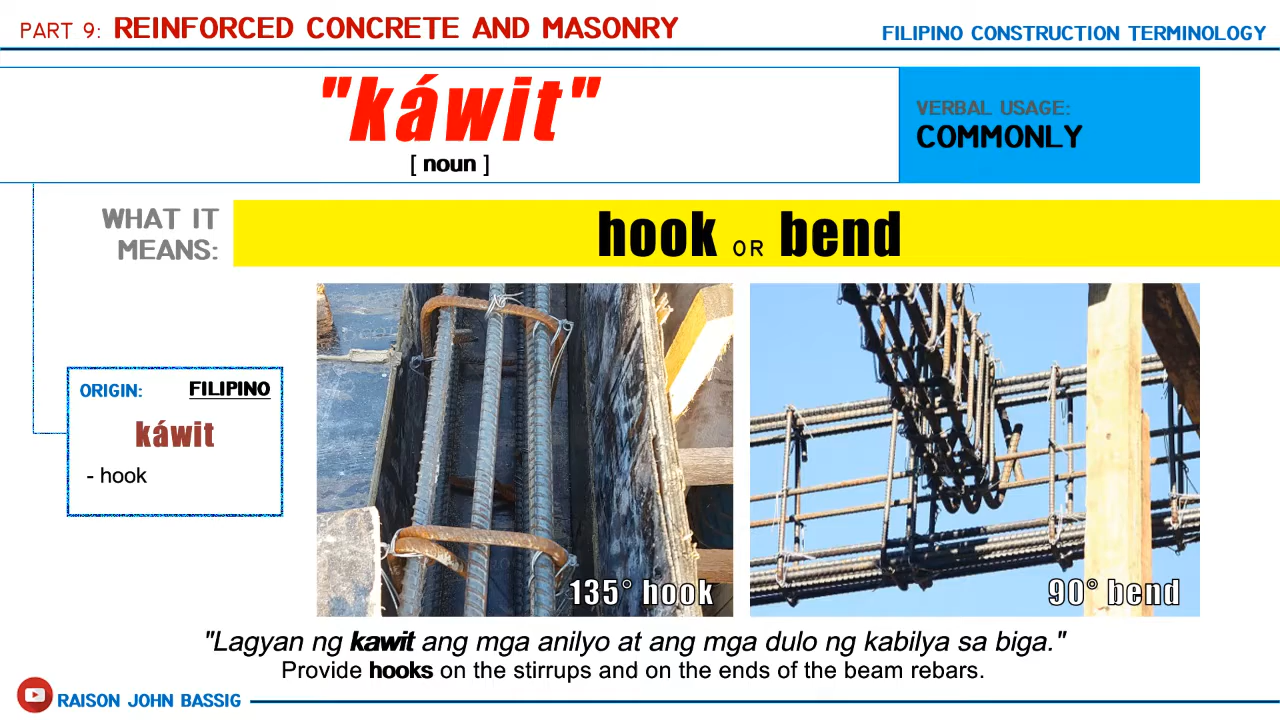 PART 9: REINFORCED CONCRETE AND MASONRY
FILIPINO CONSTRUCTION TERMINOLOGY
"káwit"
[ noun ]
VERBAL USAGE:
COMMONLY
WHAT IT
MEANS:
hook OR bend
ORIGIN: FILIPINO
káwit
- hook
135° hook
90° bend
"Lagyan ng kawit ang mga anilyo at ang mga dulo ng kabilya sa biga."
Provide hooks on the stirrups and on the ends of the beam rebars.
RAISON JOHN BASSIG